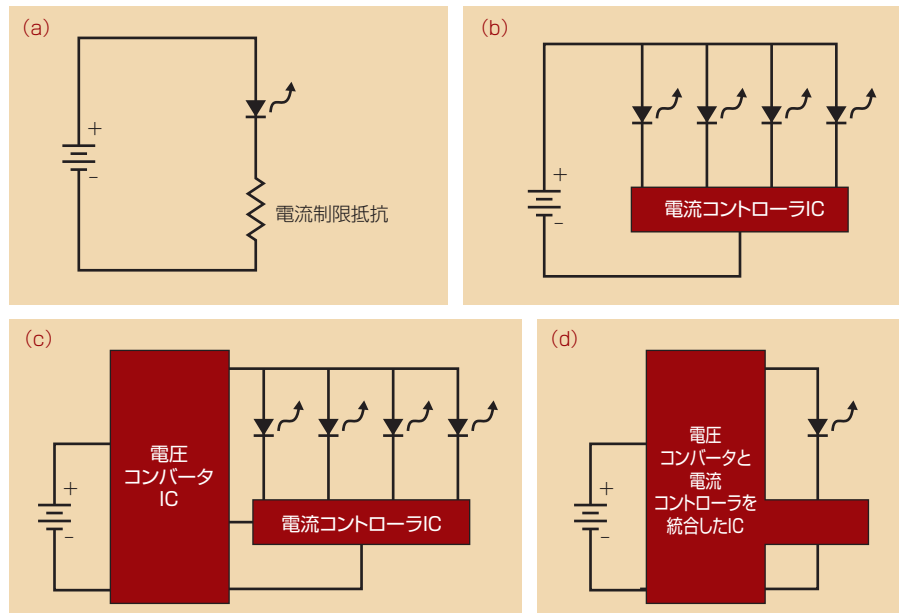 (a)
+
−
電流制限抵抗
(b)
+
−
電流コントローラIC
(c)
+
−
電圧
コンバータ
IC
電流コントローラIC
(d)
+
−
電圧
コンバータと
電流
コントローラを
統合したIC